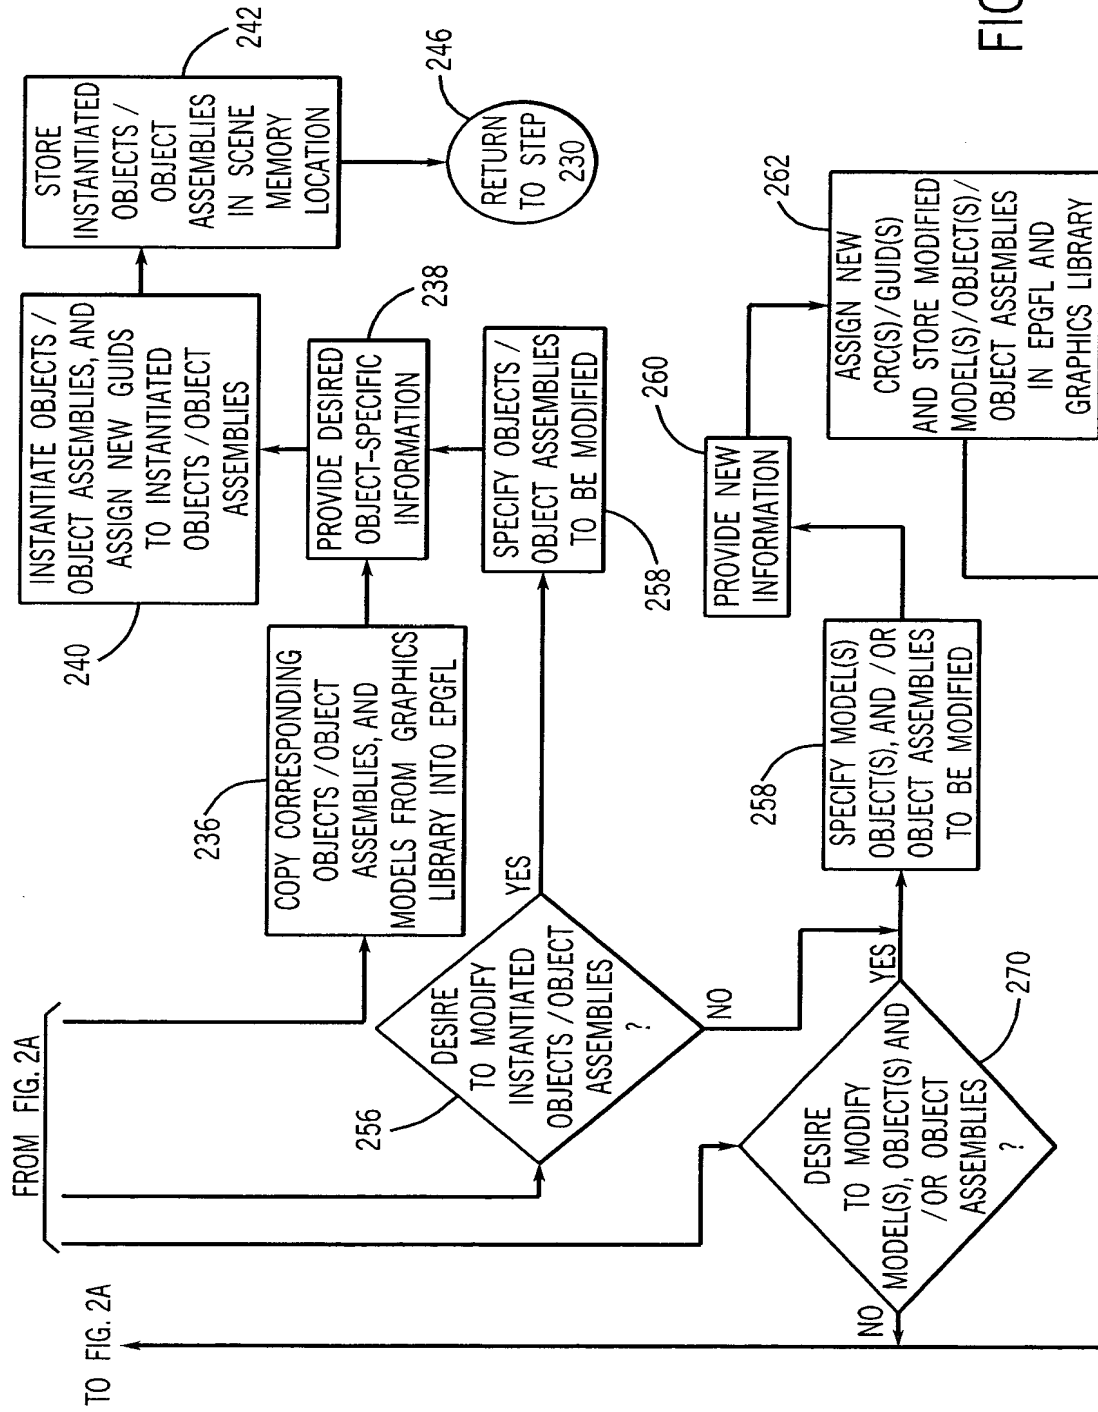 TO FIG. 2A
FROM FIG. 2A
236
COPY CORRESPONDING
OBJECTS / OBJECT
ASSEMBLIES, AND
MODELS FROM GRAPHICS
LIBRARY INTO EPGFL
240
INSTANTIATE OBJECTS /
OBJECT ASSEMBLIES, AND
ASSIGN NEW GUIDS
TO INSTANTIATED
OBJECTS / OBJECT
ASSEMBLIES
STORE
INSTANTIATED
OBJECTS /
OBJECT
ASSEMBLIES
IN SCENE
MEMORY
LOCATION
242
238
PROVIDE DESIRED
OBJECT-SPECIFIC
INFORMATION
246
RETURN
TO STEP
230
256
DESIRE
TO MODIFY
INSTANTIATED
OBJECTS / OBJECT
ASSEMBLIES
?
YES
NO
SPECIFY OBJECTS /
OBJECT ASSEMBLIES
TO BE MODIFIED
258
DESIRE
TO MODIFY
MODEL(S), OBJECT(S) AND
/OR OBJECT
ASSEMBLIES
?
270
NO
YES
258
SPECIFY MODEL(S)
OBJECT(S), AND /OR
OBJECT ASSEMBLIES
TO BE MODIFIED
260
PROVIDE NEW
INFORMATION
262
ASSIGN NEW
CRC(S)/GUID(S)
AND STORE MODIFIED
MODEL(S)/OBJECT(S)/
OBJECT ASSEMBLIES
IN EPGFL AND
GRAPHICS LIBRARY